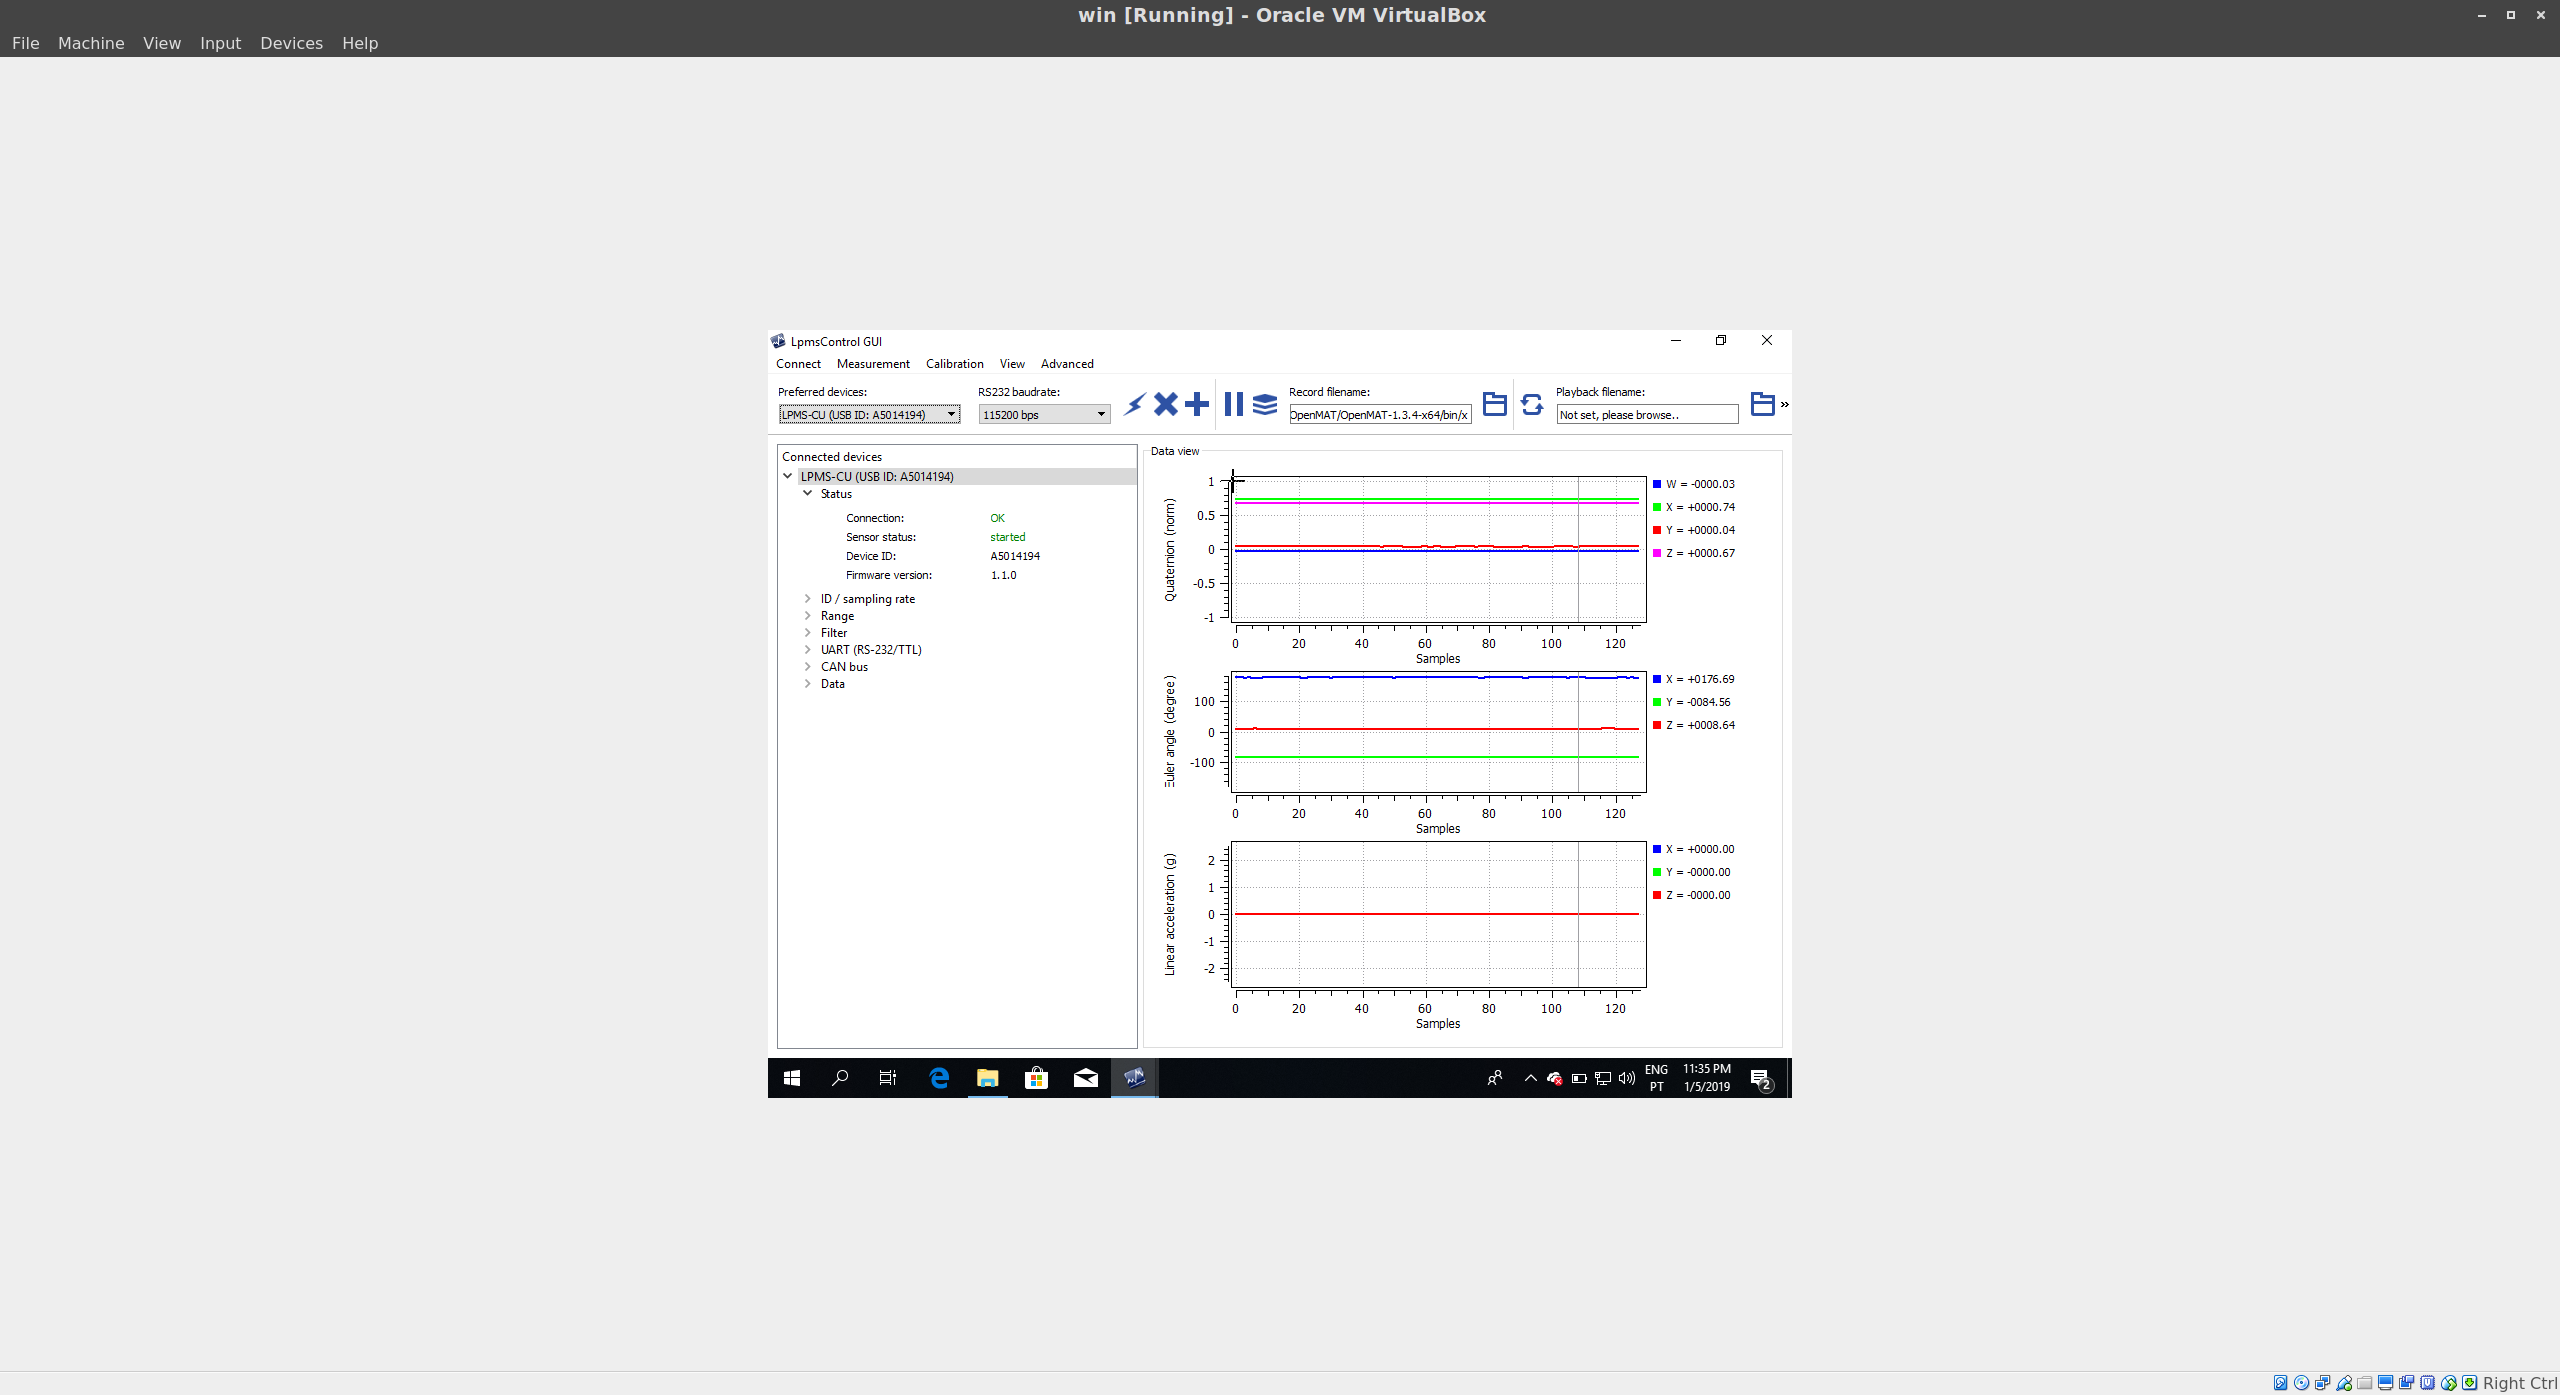 win [Running] - Oracle VM VirtualBox
File Machine View Input Devices Help
LpmsControl GUI
Connect Measurement Calibration View Advanced
Preferred devices: RS232 baudrate: Record filename: Playback filename:
LPMS-CU (USB ID: A5014194) 115200 bps OpenMAT/OpenMAT-1.3.4-x64/bin/x Not set, please browse.. »
Connected devices
LPMS-CU (USB ID: A5014194)
Status
Connection: OK
Sensor status: started
Device ID: A5014194
Firmware version: 1.1.0
ID / sampling rate
Range
Filter
UART (RS-232/TTL)
CAN bus
Data
Data view
Quaternion (norm)
1
0.5
0
-0.5
-1
0 20 40 60 80 100 120
Samples
W = -0000.03
X = +0000.74
Y = +0000.04
Z = +0000.67
Euler angle (degree)
100
0
-100
0 20 40 60 80 100 120
Samples
X = +0176.69
Y = -0084.56
Z = +0008.64
Linear acceleration (g)
2
1
0
-1
-2
0 20 40 60 80 100 120
Samples
X = +0000.00
Y = -0000.00
Z = -0000.00
ENG 11:35 PM
PT 1/5/2019 2
Right Ctrl